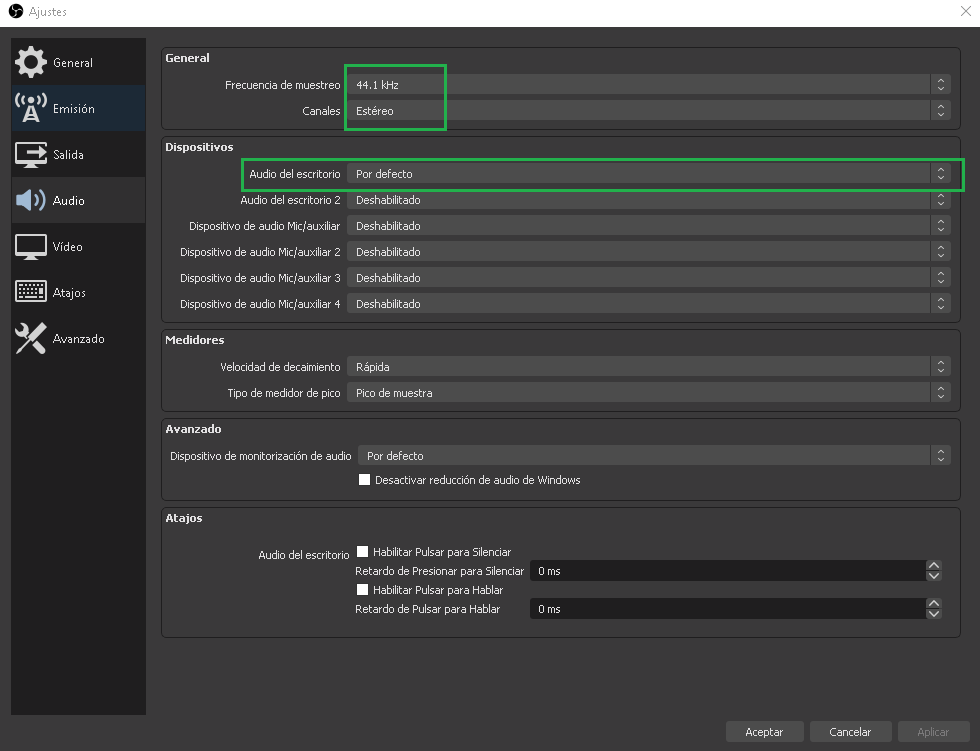 Ajustes
General
Emisión
Salida
Audio
Vídeo
Atajos
Avanzado
General
Frecuencia de muestreo 44.1 kHz
Canales Estéreo
Dispositivos
Audio del escritorio Por defecto
Audio del escritorio 2 Deshabilitado
Dispositivo de audio Mic/auxiliar Deshabilitado
Dispositivo de audio Mic/auxiliar 2 Deshabilitado
Dispositivo de audio Mic/auxiliar 3 Deshabilitado
Dispositivo de audio Mic/auxiliar 4 Deshabilitado
Medidores
Velocidad de decaimiento Rápida
Tipo de medidor de pico Pico de muestra
Avanzado
Dispositivo de monitorización de audio Por defecto
Desactivar reducción de audio de Windows
Atajos
Audio del escritorio Habilitar Pulsar para Silenciar
Retardo de Presionar para Silenciar 0 ms
Habilitar Pulsar para Hablar
Retardo de Pulsar para Hablar 0 ms
Aceptar Cancelar Aplicar